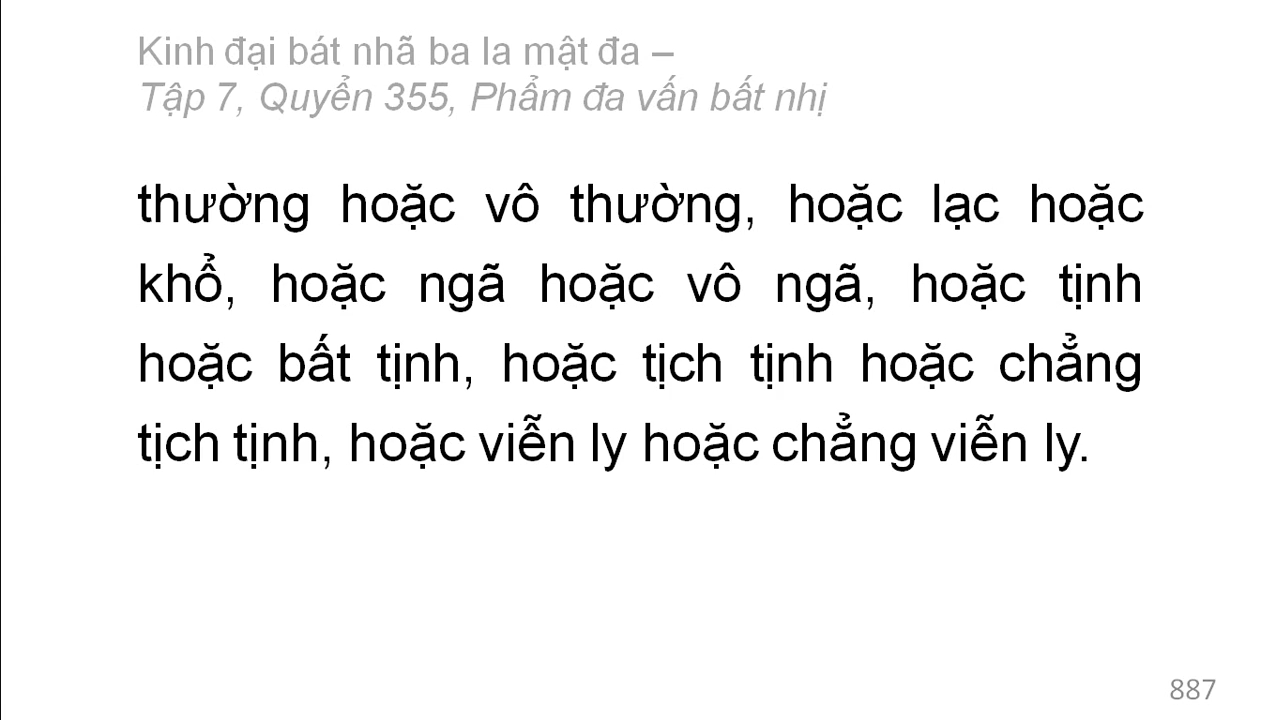 Kinh đại bát nhã ba la mật đa –
Tập 7, Quyển 355, Phẩm đa vấn bất nhị
thường hoặc vô thường, hoặc lạc hoặc
khổ, hoặc ngã hoặc vô ngã, hoặc tịnh
hoặc bất tịnh, hoặc tịch tịnh hoặc chẳng
tịch tịnh, hoặc viễn ly hoặc chẳng viễn ly.
887